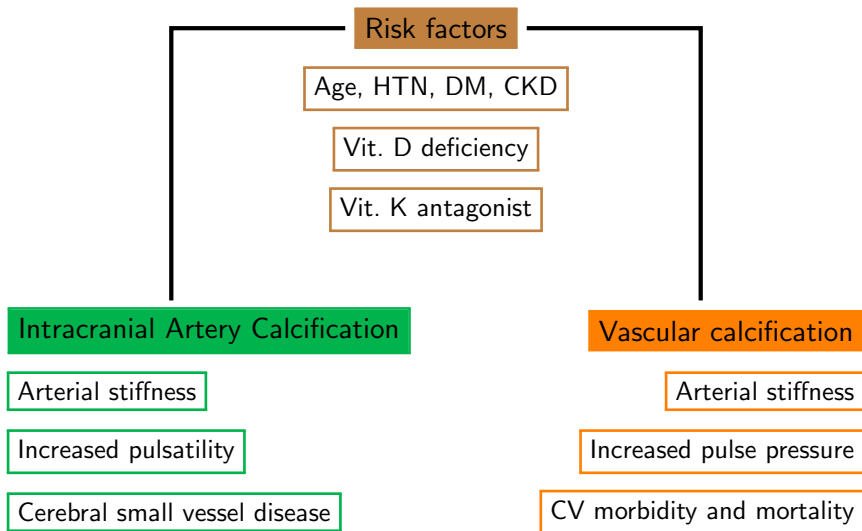 Risk factors
Age, HTN, DM, CKD
Vit. D deficiency
Vit. K antagonist
Intracranial Artery Calcification
Arterial stiffness
Increased pulsatility
Cerebral small vessel disease
Vascular calcification
Arterial stiffness
Increased pulse pressure
CV morbidity and mortality